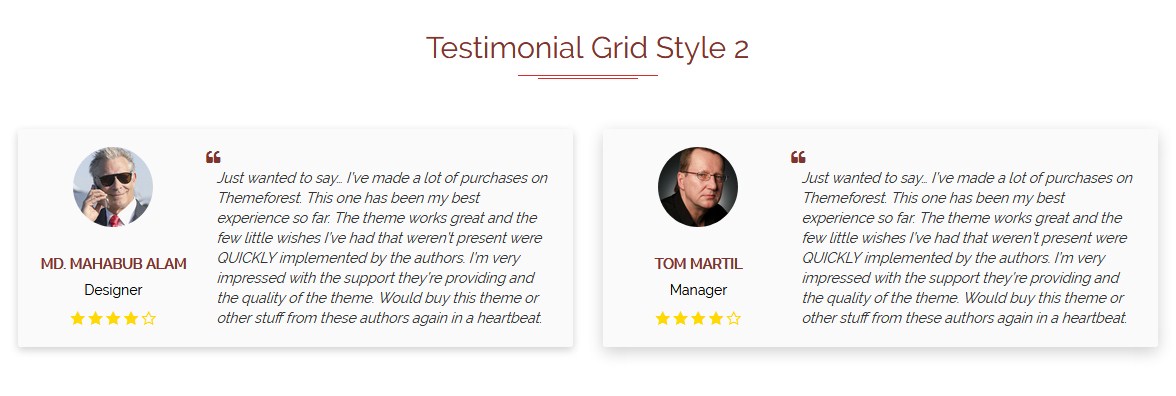 Testimonial Grid Style 2
MD. MAHABUB ALAM
Designer
❝
Just wanted to say… I've made a lot of purchases on
Themeforest. This one has been my best
experience so far. The theme works great and the
few little wishes I've had that weren't present were
QUICKLY implemented by the authors. I'm very
impressed with the support they're providing and
the quality of the theme. Would buy this theme or
other stuff from these authors again in a heartbeat.
TOM MARTIL
Manager
❝
Just wanted to say… I've made a lot of purchases on
Themeforest. This one has been my best
experience so far. The theme works great and the
few little wishes I've had that weren't present were
QUICKLY implemented by the authors. I'm very
impressed with the support they're providing and
the quality of the theme. Would buy this theme or
other stuff from these authors again in a heartbeat.